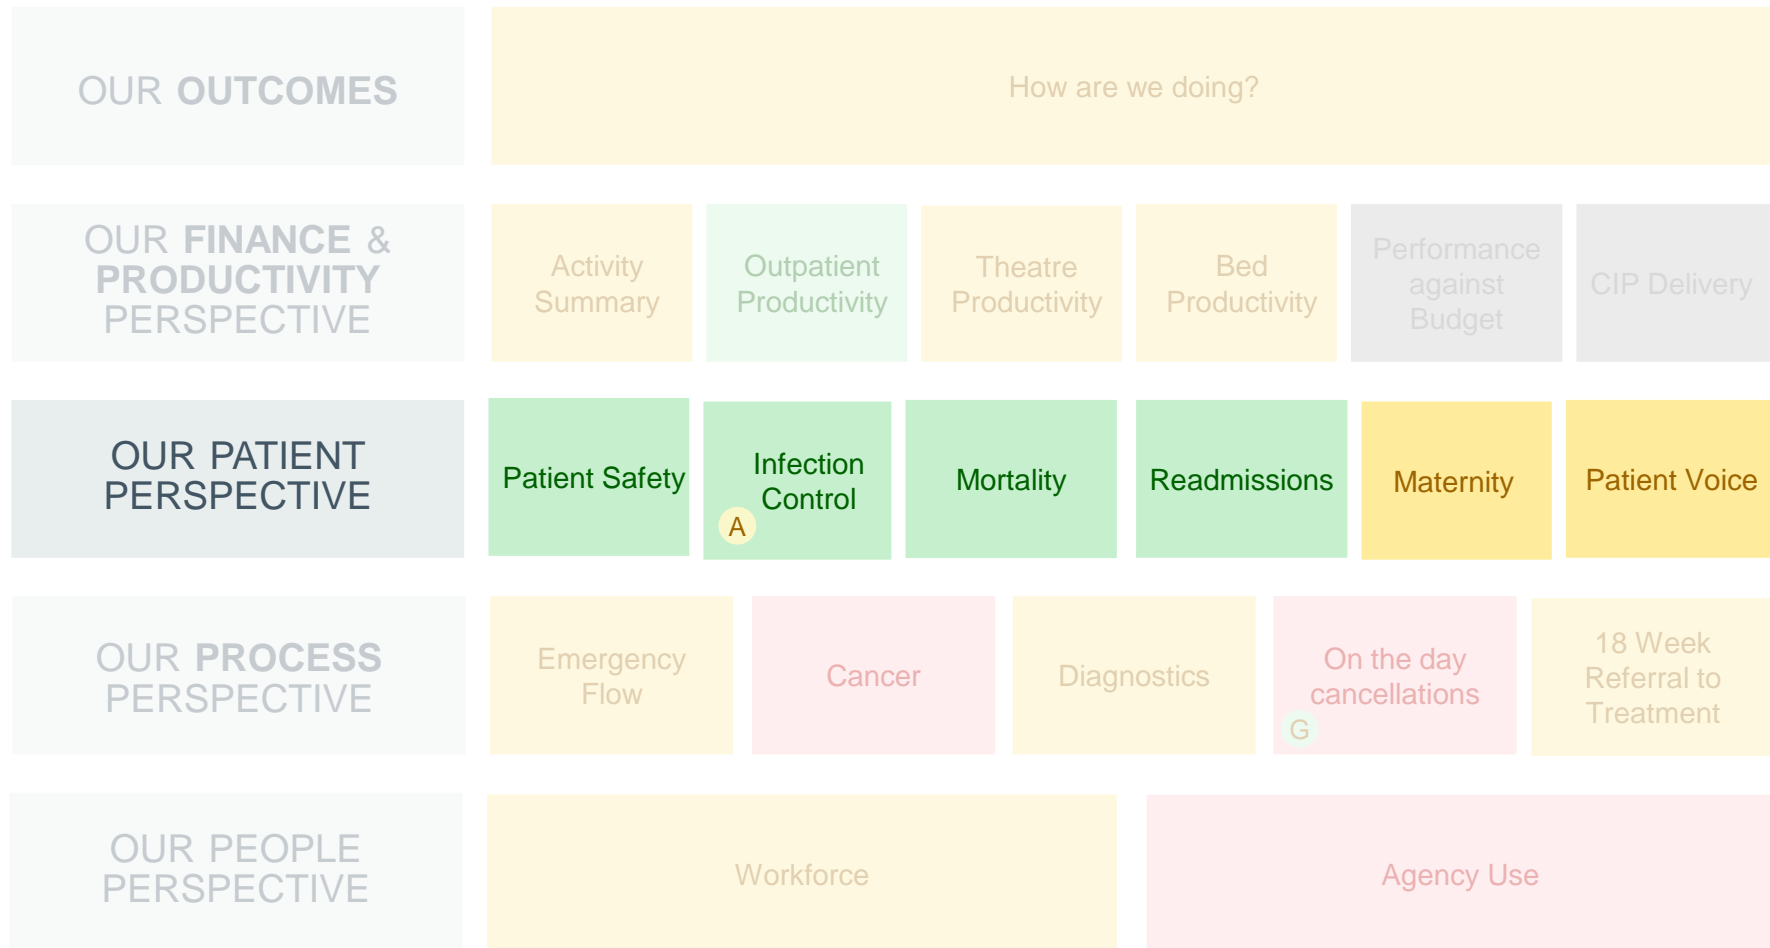 OUR OUTCOMES
How are we doing?
OUR FINANCE &
PRODUCTIVITY
PERSPECTIVE
Activity
Summary
Outpatient
Productivity
Theatre
Productivity
Bed
Productivity
Performance
against
Budget
CIP Delivery
OUR PATIENT
PERSPECTIVE
Patient Safety
Infection
Control
A
Mortality
Readmissions
Maternity
Patient Voice
OUR PROCESS
PERSPECTIVE
Emergency
Flow
Cancer
Diagnostics
On the day
cancellations
G
18 Week
Referral to
Treatment
OUR PEOPLE
PERSPECTIVE
Workforce
Agency Use